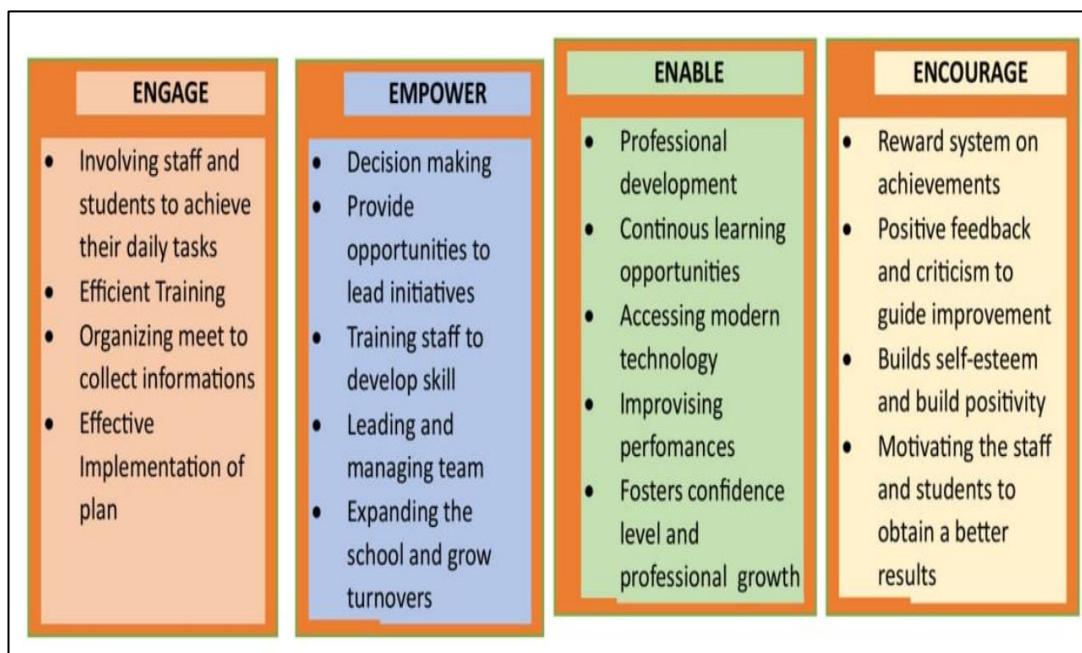 ENGAGE
• Involving staff and
students to achieve
their daily tasks
• Efficient Training
• Organizing meet to
collect informations
• Effective
Implementation of
plan
EMPOWER
• Decision making
• Provide
opportunities to
lead initiatives
• Training staff to
develop skill
• Leading and
managing team
• Expanding the
school and grow
turnovers
ENABLE
• Professional
development
• Continous learning
opportunities
• Accessing modern
technology
• Improvising
perfomances
• Fosters confidence
level and
professional growth
ENCOURAGE
• Reward system on
achievements
• Positive feedback
and criticism to
guide improvement
• Builds self-esteem
and build positivity
• Motivating the staff
and students to
obtain a better
results